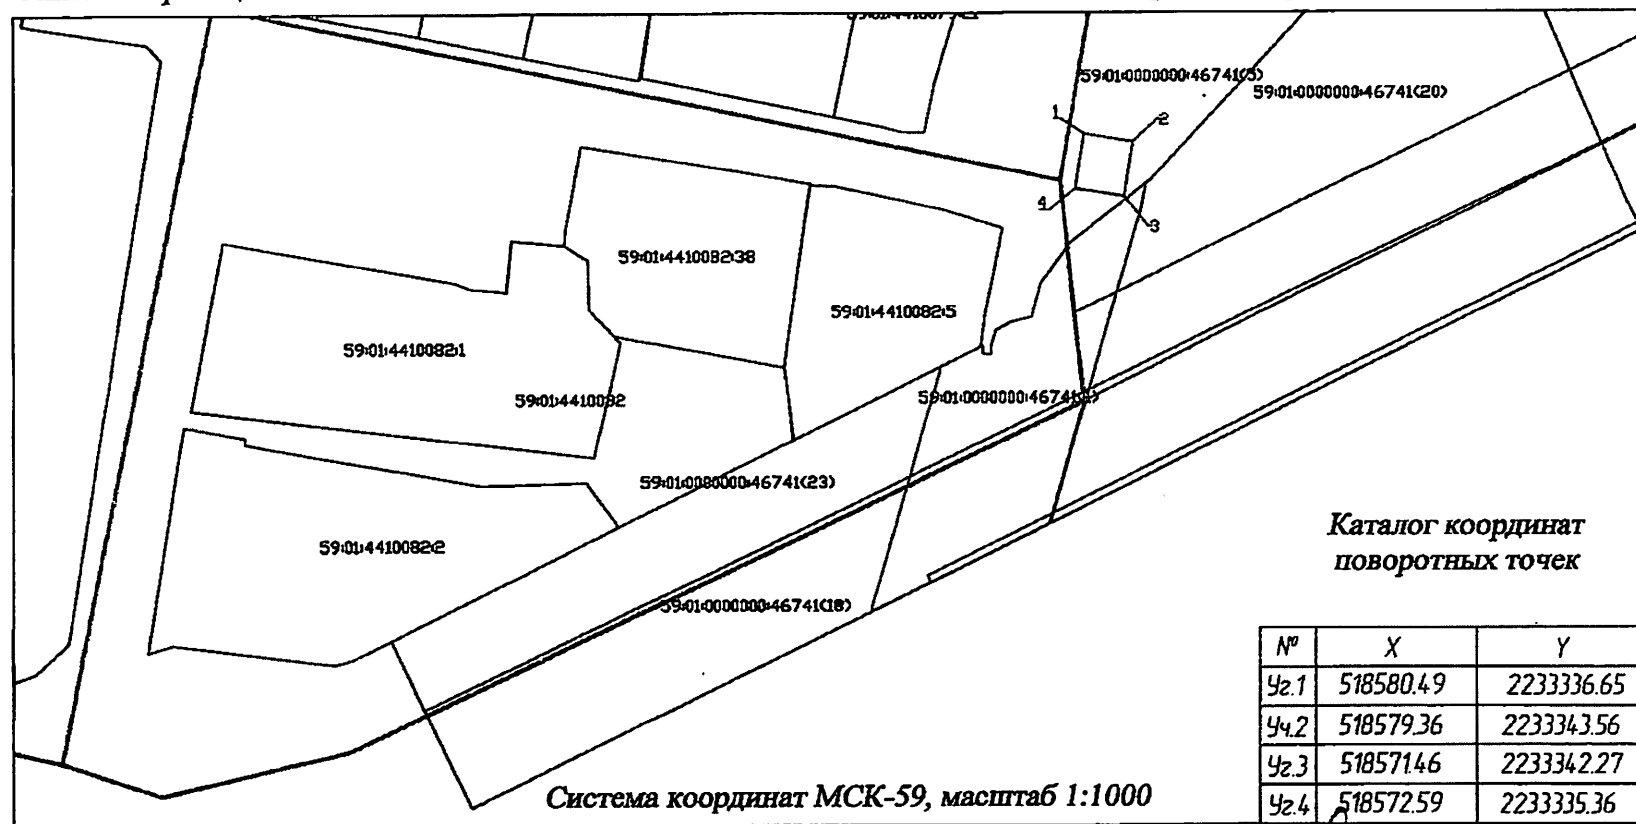 59:01:0000000:46741(5)
59:01:0000000:46741(20)
1
2
4
3
59:01:4410082:38
59:01:4410082:5
59:01:4410082:1
59:01:4410082
59:01:0000000:46741(23)
59:01:4410082:2
59:01:0000000:46741(18)
Каталог координат
поворотных точек
№ X Y
Уг.1 518580.49 2233336.65
Уч.2 518579.36 2233343.56
Уг.3 518571.46 2233342.27
Уг.4 518572.59 2233335.36
Система координат МСК-59, масштаб 1:1000